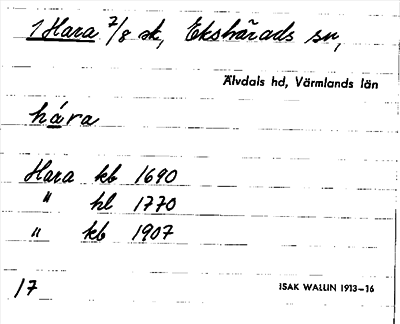 1 Hara 7/8 sk, Ekshärads sn,
Älvdals hd, Värmlands län
hára
Hara kb 1690
" hl 1770
" kb 1907
17 ISAK WALLIN 1913–16